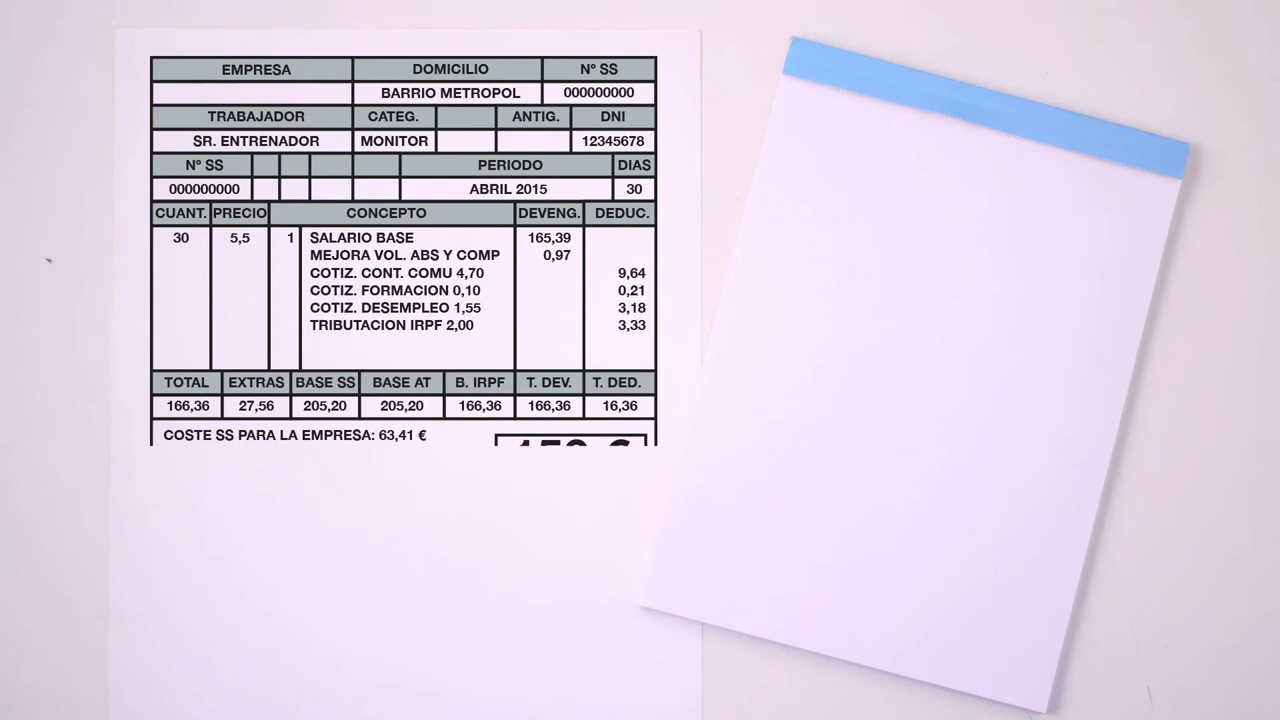 EMPRESA DOMICILIO Nº SS
BARRIO METROPOL 000000000
TRABAJADOR CATEG. ANTIG. DNI
SR. ENTRENADOR MONITOR 12345678
Nº SS PERIODO DIAS
000000000 ABRIL 2015 30
CUANT. PRECIO CONCEPTO DEVENG. DEDUC.
30 5,5 1 SALARIO BASE 165,39
MEJORA VOL. ABS Y COMP 0,97
COTIZ. CONT. COMU 4,70 9,64
COTIZ. FORMACION 0,10 0,21
COTIZ. DESEMPLEO 1,55 3,18
TRIBUTACION IRPF 2,00 3,33
TOTAL EXTRAS BASE SS BASE AT B. IRPF T. DEV. T. DED.
166,36 27,56 205,20 205,20 166,36 166,36 16,36
COSTE SS PARA LA EMPRESA: 63,41 €